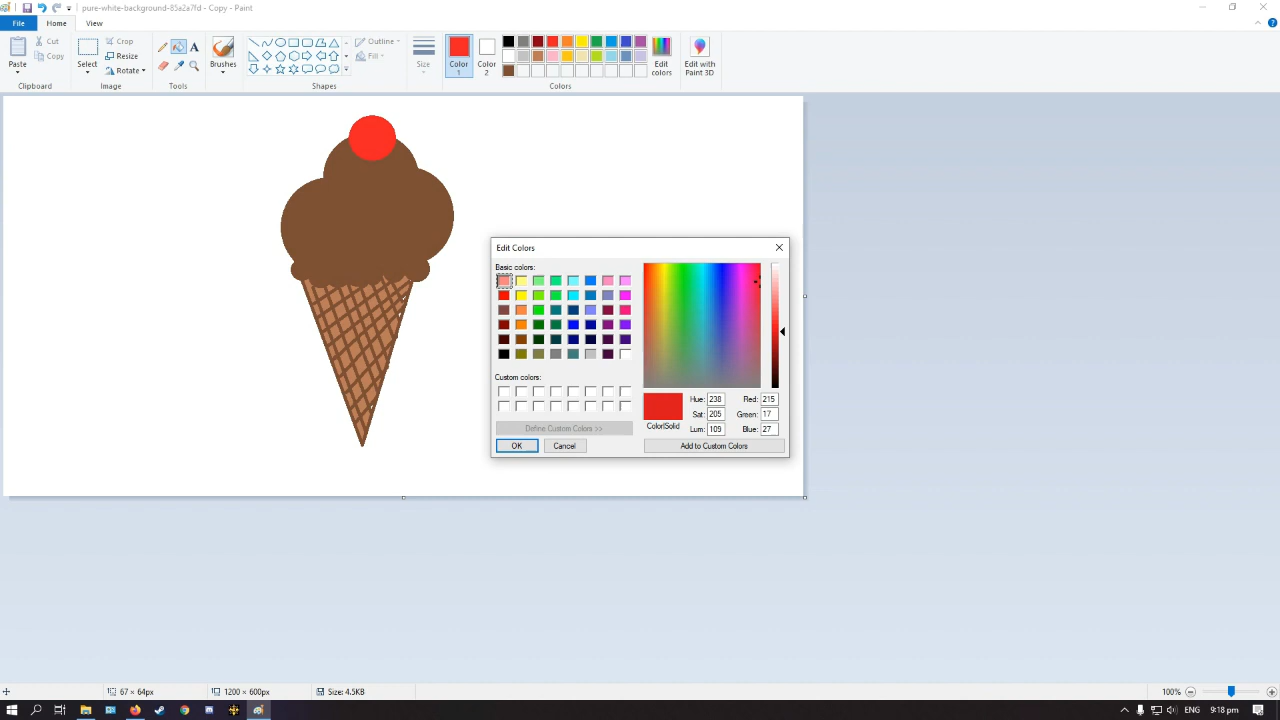 pure-white-background-85a2a7fd - Copy - Paint
File
Home
View
Paste
Cut
Copy
Clipboard
Select
Crop
Resize
Rotate
Image
A
Tools
Brushes
Shapes
Outline
Fill
Size
Color
1
Color
2
Colors
Edit
colors
Edit with
Paint 3D
Edit Colors
Basic colors:
Custom colors:
Define Custom Colors >>
OK
Cancel
Color|Solid
Hue: 238
Sat: 205
Lum: 109
Red: 215
Green: 17
Blue: 27
Add to Custom Colors
67 × 64px
1200 × 600px
Size: 4.5KB
100%
ENG
9:18 pm